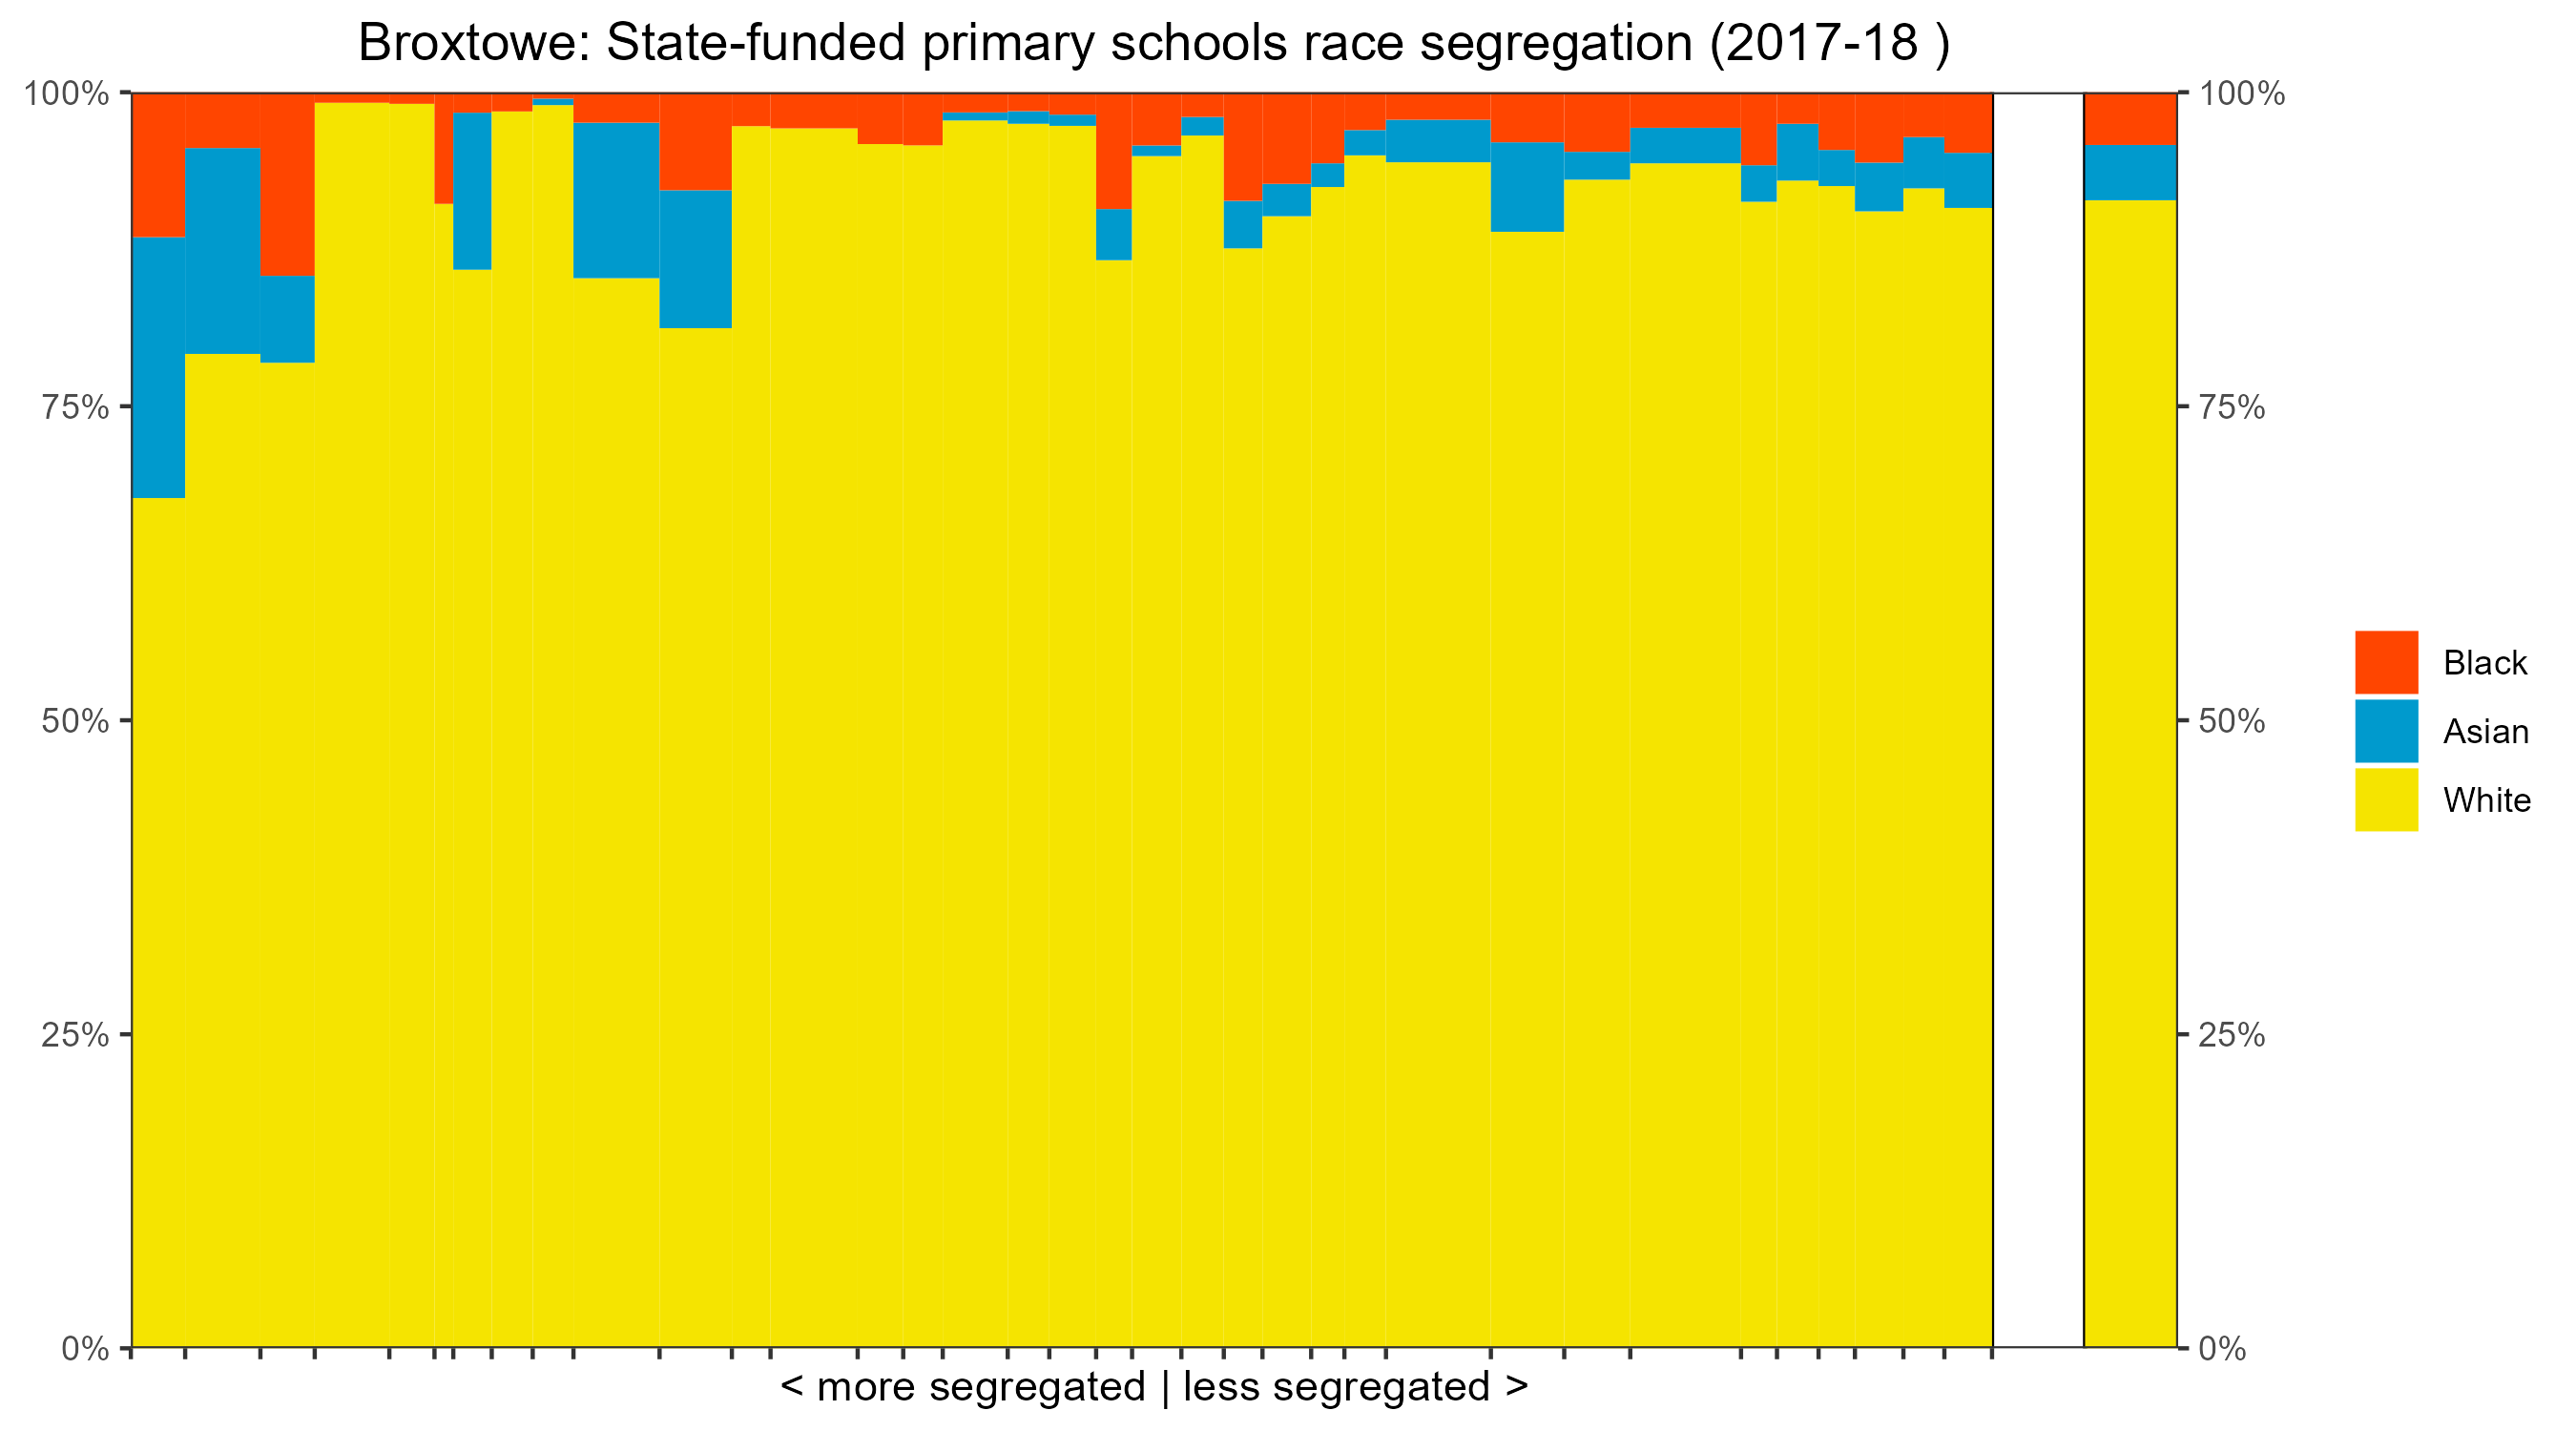 Broxtowe: State-funded primary schools race segregation (2017-18 )
100%
75%
50%
25%
0%
100%
75%
50%
25%
0%
Black
Asian
White
< more segregated | less segregated >